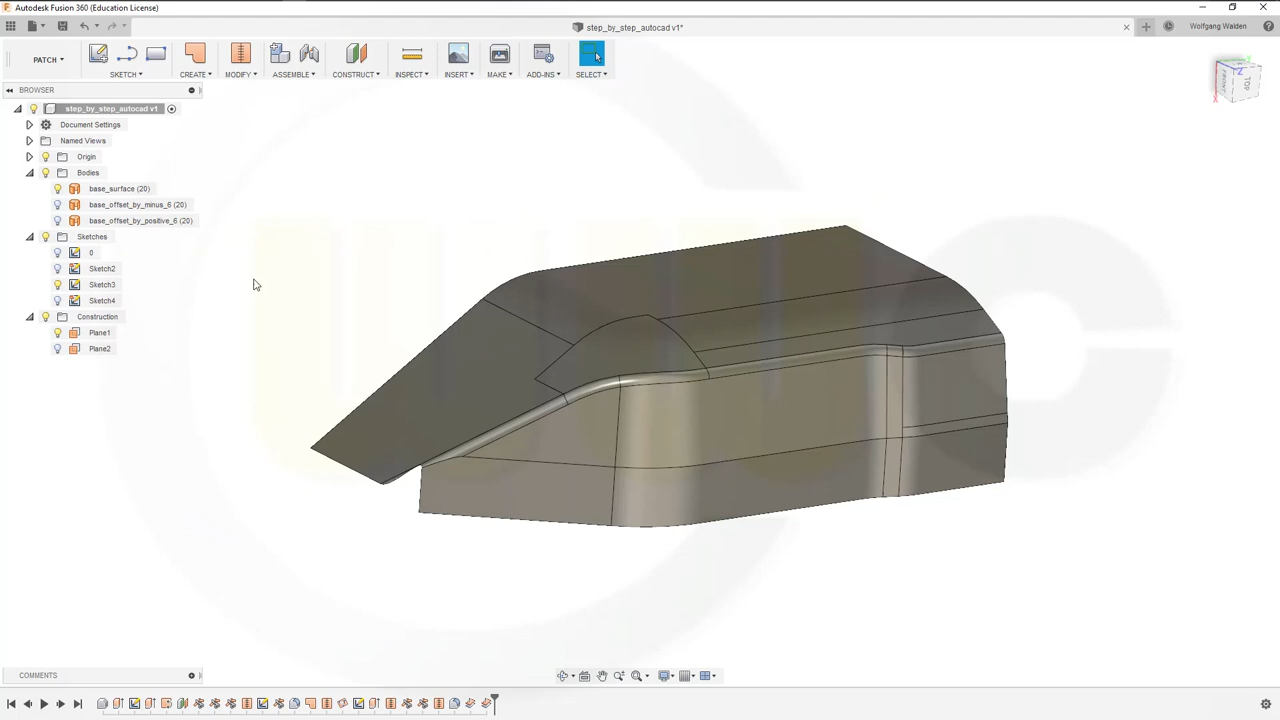 Autodesk Fusion 360 (Education License)
step_by_step_autocad v1*
Wolfgang Walden
PATCH
SKETCH
CREATE
MODIFY
ASSEMBLE
CONSTRUCT
INSPECT
INSERT
MAKE
ADD-INS
SELECT
FRONT
TOP
X
Y
Z
BROWSER
step_by_step_autocad v1
Document Settings
Named Views
Origin
Bodies
base_surface (20)
base_offset_by_minus_6 (20)
base_offset_by_positive_6 (20)
Sketches
0
Sketch2
Sketch3
Sketch4
Construction
Plane1
Plane2
COMMENTS